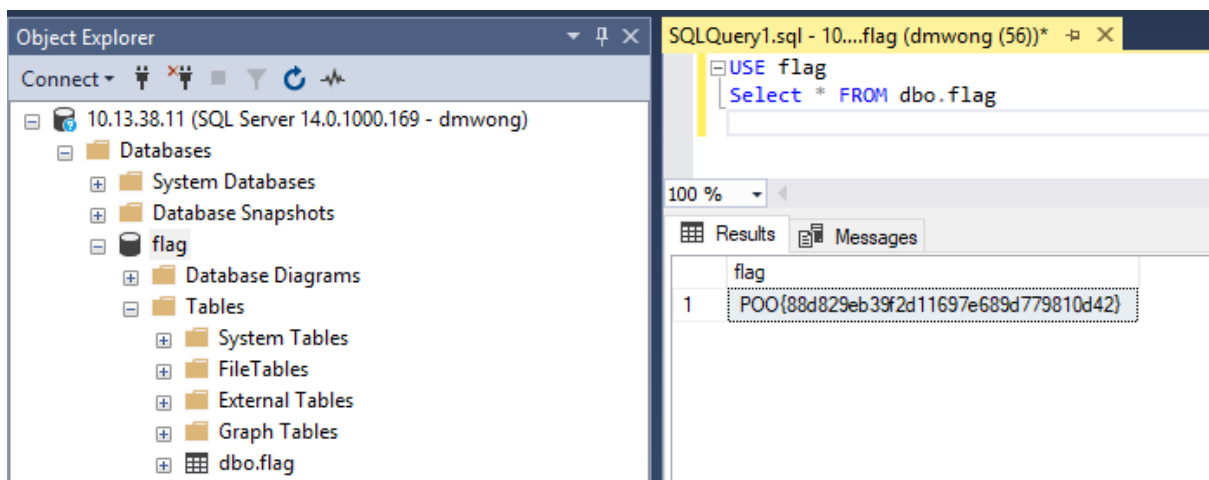 Object Explorer
Connect
10.13.38.11 (SQL Server 14.0.1000.169 - dmwong)
Databases
System Databases
Database Snapshots
flag
Database Diagrams
Tables
System Tables
FileTables
External Tables
Graph Tables
dbo.flag
SQLQuery1.sql - 10....flag (dmwong (56))*
USE flag
Select * FROM dbo.flag
100 %
Results Messages
flag
1 POO{88d829eb39f2d11697e689d779810d42}